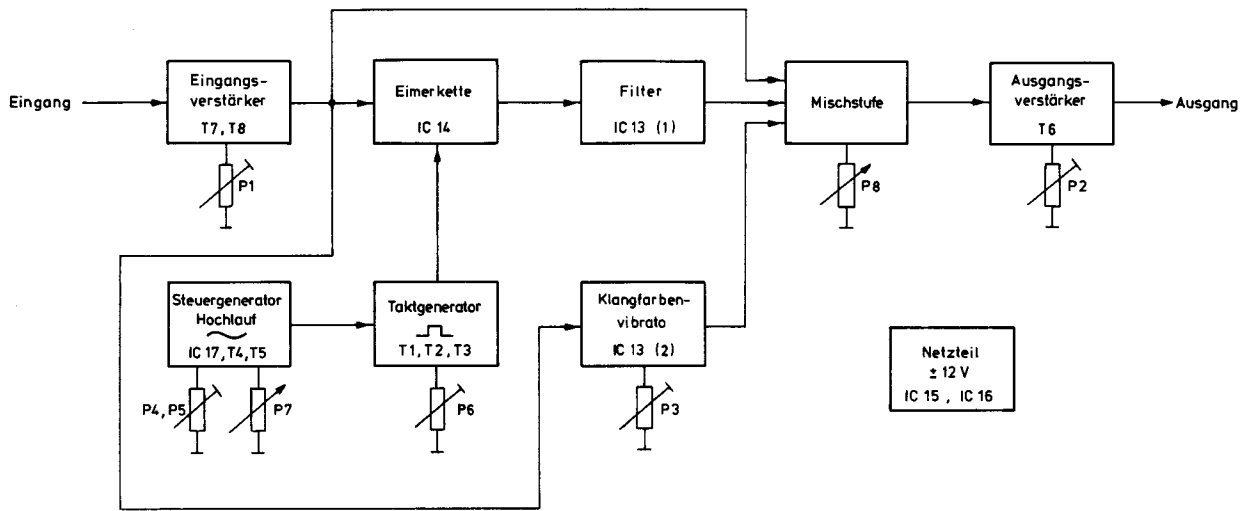 Eingang
Eingangs-
verstärker
T7, T8
P1
Eimerkette
IC 14
Filter
IC 13 (1)
Mischstufe
P8
Ausgangs-
verstärker
T6
P2
Ausgang
Steuergenerator
Hochlauf
IC 17, T4, T5
P4, P5
P7
Taktgenerator
T1, T2, T3
P6
Klangfarben-
vibrato
IC 13 (2)
P3
Netzteil
± 12 V
IC 15 , IC 16